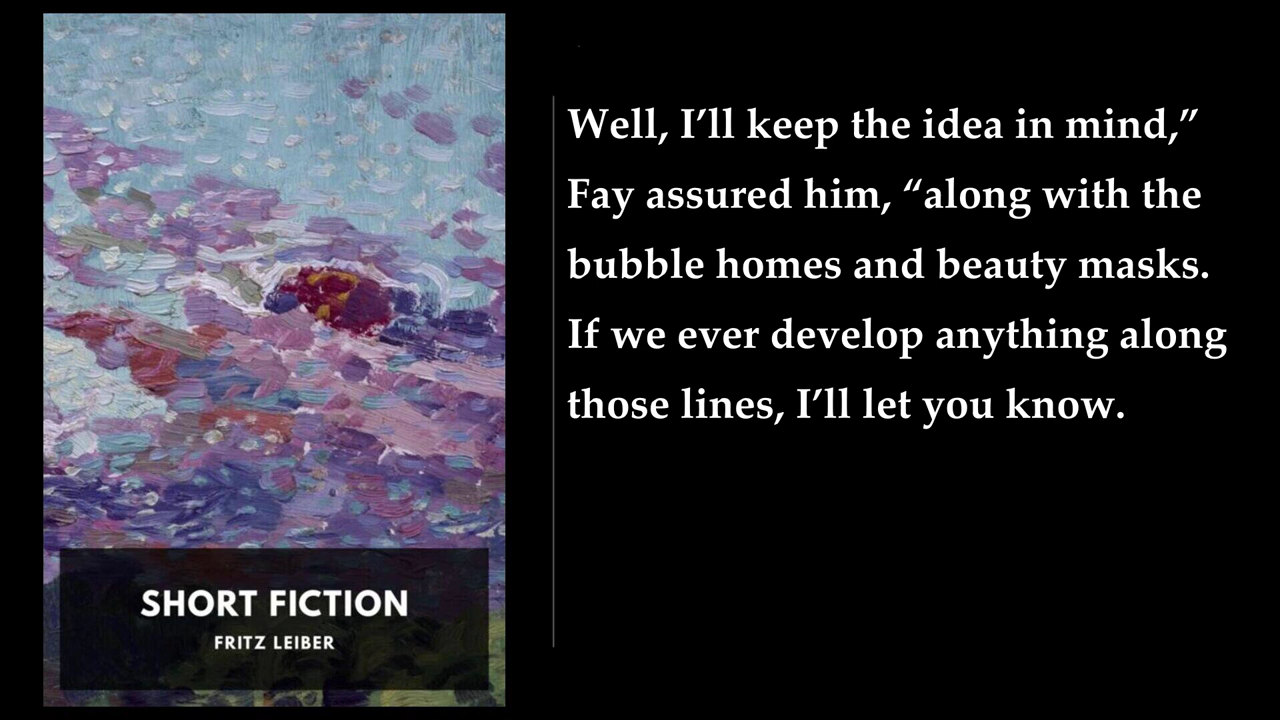 Well, I’ll keep the idea in mind,”
Fay assured him, “along with the
bubble homes and beauty masks.
If we ever develop anything along
those lines, I’ll let you know.
SHORT FICTION
FRITZ LEIBER